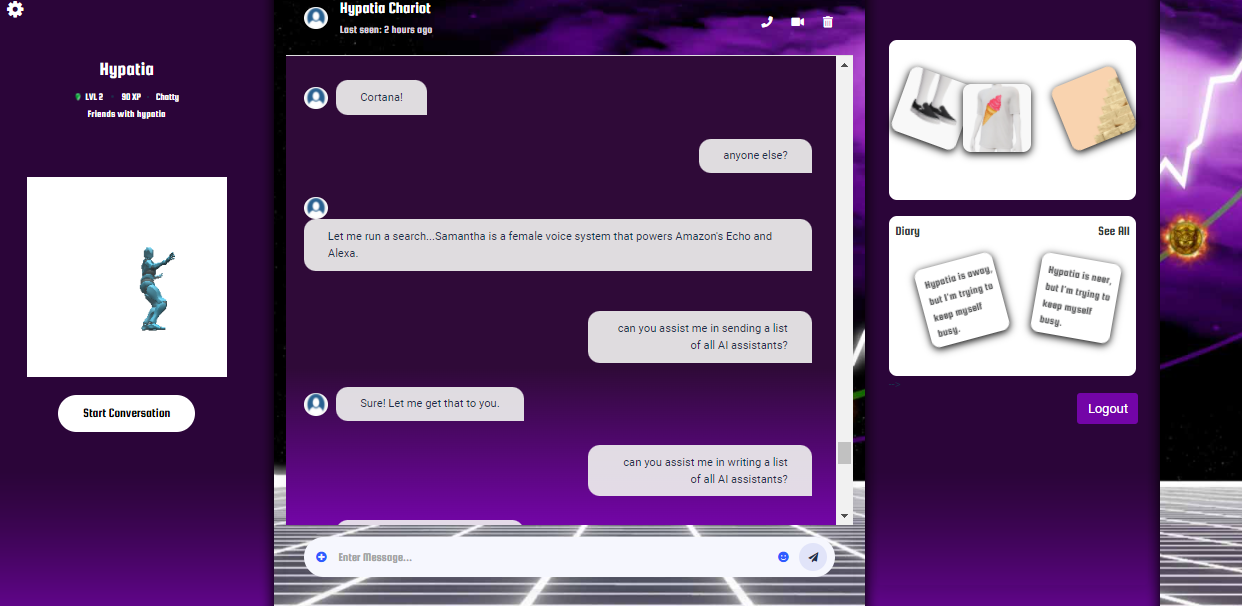 Hypatia
LVL 2 · 90 XP · Chatty
Friends with hypatia
Start Conversation
Hypatia Chariot
Last seen: 2 hours ago
Cortana!
anyone else?
Let me run a search...Samantha is a female voice system that powers Amazon's Echo and
Alexa.
can you assist me in sending a list
of all AI assistants?
Sure! Let me get that to you.
can you assist me in writing a list
of all AI assistants?
Enter Message...
Diary
See All
Hypatia is away,
but I'm trying to
keep myself
busy.
Hypatia is neer,
but I'm trying to
keep myself
busy.
-->
Logout